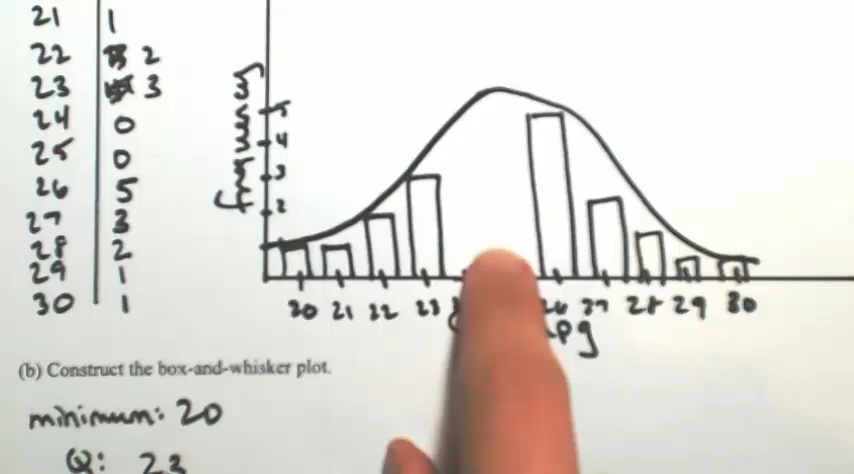 21 1
22 2
23 3
24 0
25 0
26 5
27 3
28 2
29 1
30 1
frequency
5
4
3
2
20 21 22 23 26 27 28 29 30
(b) Construct the box-and-whisker plot.
minimum: 20
Q: 23